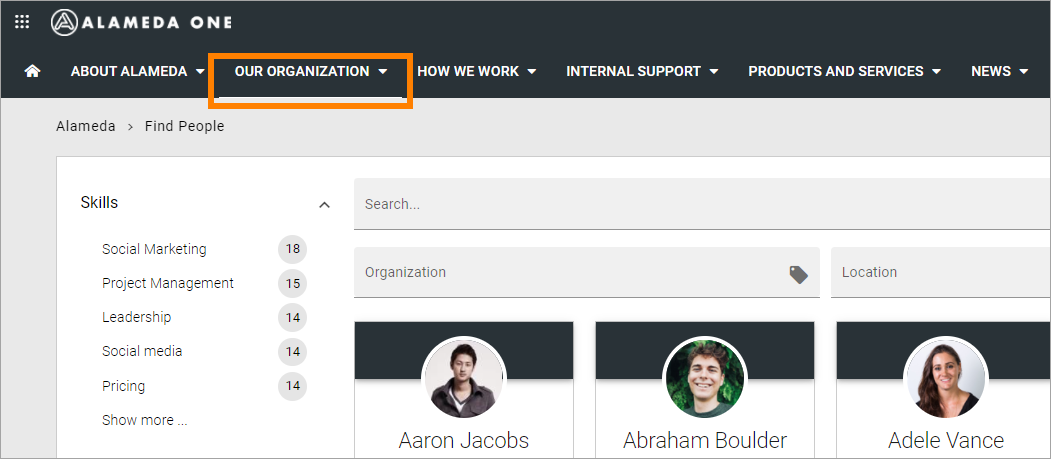 ALAMEDA ONE
ABOUT ALAMEDA OUR ORGANIZATION HOW WE WORK INTERNAL SUPPORT PRODUCTS AND SERVICES NEWS
Alameda > Find People
Skills
Social Marketing 18
Project Management 15
Leadership 14
Social media 14
Pricing 14
Show more ...
Search...
Organization
Location
Aaron Jacobs
Abraham Boulder
Adele Vance